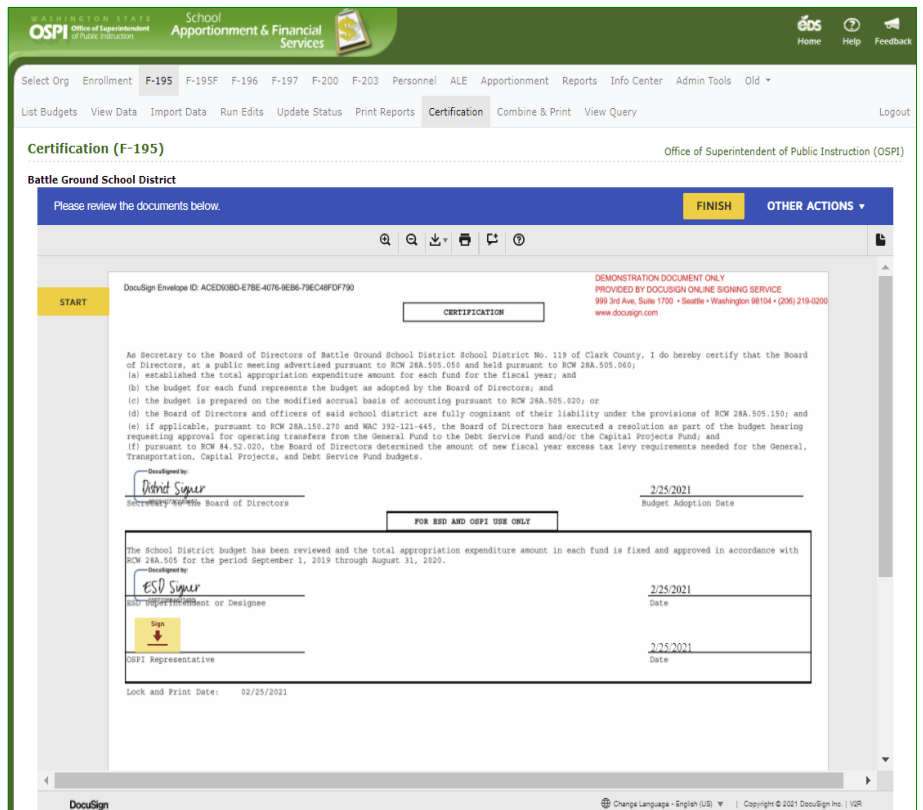 WASHINGTON STATE
OSPI Office of Superintendent of Public Instruction
School Apportionment & Financial Services
eds Home Help Feedback
Select Org Enrollment F-195 F-195F F-196 F-197 F-200 F-203 Personnel ALE Apportionment Reports Info Center Admin Tools Old
List Budgets View Data Import Data Run Edits Update Status Print Reports Certification Combine & Print View Query Logout
Certification (F-195)
Office of Superintendent of Public Instruction (OSPI)
Battle Ground School District
Please review the documents below.
FINISH
OTHER ACTIONS
START
DocuSign Envelope ID: ACED93BD-E7BE-4076-9EB6-79EC48FDF790
DEMONSTRATION DOCUMENT ONLY
PROVIDED BY DOCUSIGN ONLINE SIGNING SERVICE
999 3rd Ave, Suite 1700 • Seattle • Washington 98104 • (206) 219-0200
www.docusign.com
CERTIFICATION
As Secretary to the Board of Directors of Battle Ground School District School District No. 119 of Clark County, I do hereby certify that the Board
of Directors, at a public meeting advertised pursuant to RCW 28A.505.050 and held pursuant to RCW 28A.505.060;
(a) established the total appropriation expenditure amount for each fund for the fiscal year; and
(b) the budget for each fund represents the budget as adopted by the Board of Directors; and
(c) the budget is prepared on the modified accrual basis of accounting pursuant to RCW 28A.505.020; or
(d) the Board of Directors and officers of said school district are fully cognizant of their liability under the provisions of RCW 28A.505.150; and
(e) if applicable, pursuant to RCW 28A.150.270 and WAC 392-121-445, the Board of Directors has executed a resolution as part of the budget hearing
requesting approval for operating transfers from the General Fund to the Debt Service Fund and/or the Capital Projects Fund; and
(f) pursuant to RCW 84.52.020, the Board of Directors determined the amount of new fiscal year excess tax levy requirements needed for the General,
Transportation, Capital Projects, and Debt Service Fund budgets.
DocuSigned by:
District Signer
2/25/2021
Secretary to the Board of Directors
Budget Adoption Date
FOR ESD AND OSPI USE ONLY
The School District budget has been reviewed and the total appropriation expenditure amount in each fund is fixed and approved in accordance with
RCW 28A.505 for the period September 1, 2019 through August 31, 2020.
DocuSigned by:
ESD Signer
2/25/2021
ESD Superintendent or Designee
Date
Sign
2/25/2021
OSPI Representative
Date
Lock and Print Date: 02/25/2021
DocuSign
Change Language - English (US) | Copyright © 2021 DocuSign Inc. | V2R